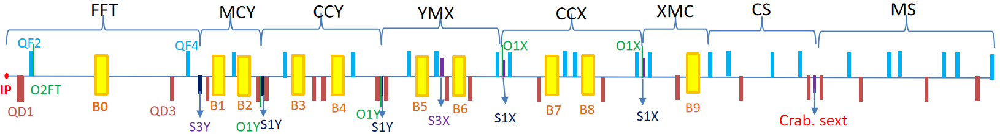 FFT MCY CCY YMX CCX XMC CS MS
QF2 QF4 O1X O1X
IP O2FT
QD1 B0 QD3 B1 B2 B3 B4 B5 B6 B7 B8 B9
S3Y O1Y S1Y O1Y S1Y S3X S1X S1X Crab. sext